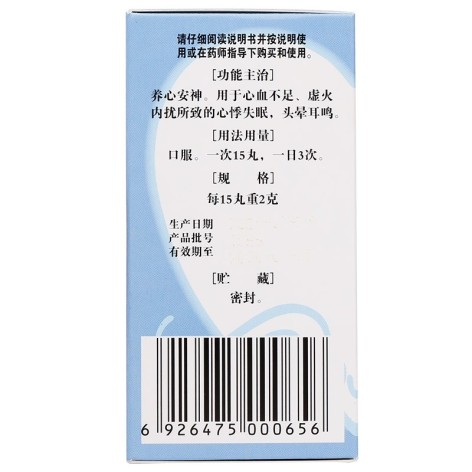 请仔细阅读说明书并按说明使
用或在药师指导下购买和使用。
[功能主治]
养心安神。用于心血不足、虚火
内扰所致的心悸失眠，头晕耳鸣。
[用法用量]
口服。一次15丸，一日3次。
[规 格]
每15丸重2克
生产日期
产品批号
有效期至
[贮 藏]
密封。
6 926475 000656